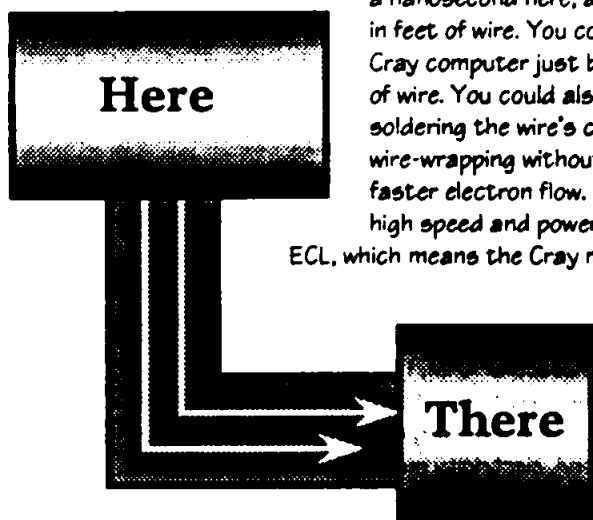 a nanosecond here, a
in feet of wire. You co
Cray computer just b
of wire. You could als
soldering the wire's c
wire-wrapping withou
faster electron flow.
high speed and power
ECL, which means the Cray r
Here
There